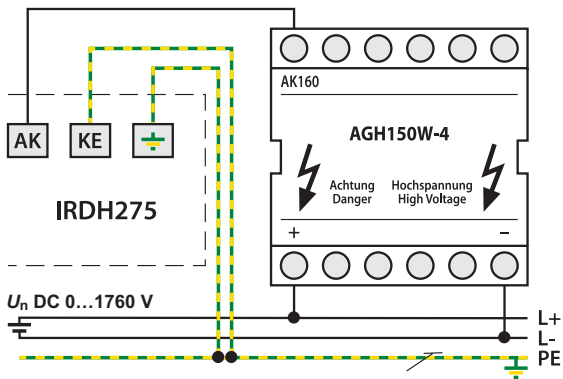 AK160
AGH150W-4
AK
KE
Achtung
Danger
Hochspannung
High Voltage
IRDH275
+
–
Un DC 0…1760 V
L+
L-
PE